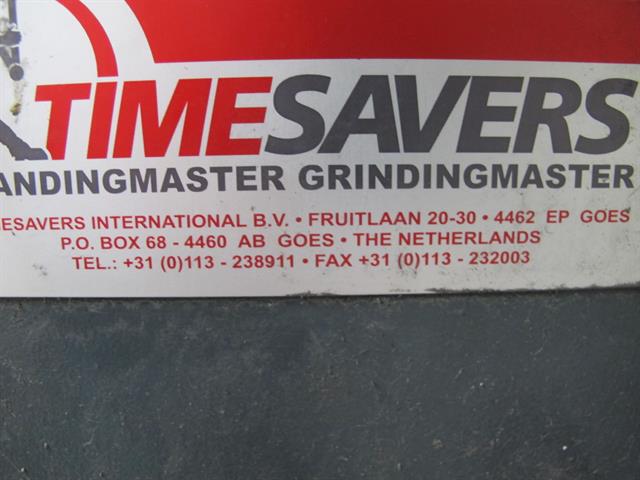 TIMESAVERS
ANDINGMASTER GRINDINGMASTER
MESAVERS INTERNATIONAL B.V. • FRUITLAAN 20-30 • 4462 EP GOES
P.O. BOX 68 - 4460 AB GOES • THE NETHERLANDS
TEL.: +31 (0)113 - 238911 • FAX +31 (0)113 - 232003